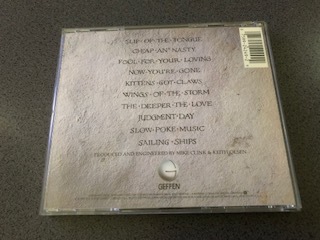 SLIP · OF · THE · TONGUE
CHEAP · AN' · NASTY
FOOL · FOR · YOUR · LOVING
NOW · YOU'RE · GONE
KITTENS · GOT · CLAWS
WINGS · OF · THE · STORM
THE · DEEPER · THE · LOVE
JUDGMENT · DAY
SLOW · POKE · MUSIC
SAILING · SHIPS
PRODUCED AND ENGINEERED BY MIKE CLINK & KEITH OLSEN
GEFFEN